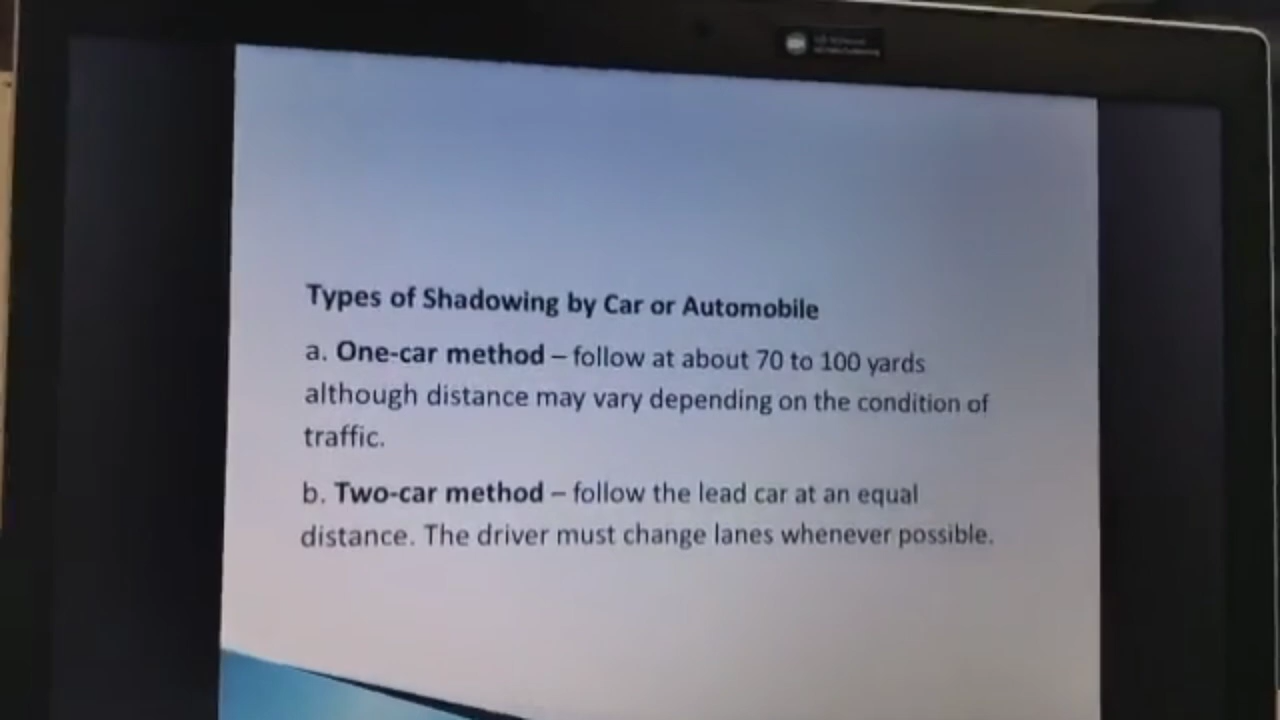 Types of Shadowing by Car or Automobile
a. One-car method – follow at about 70 to 100 yards
although distance may vary depending on the condition of
traffic.
b. Two-car method – follow the lead car at an equal
distance. The driver must change lanes whenever possible.